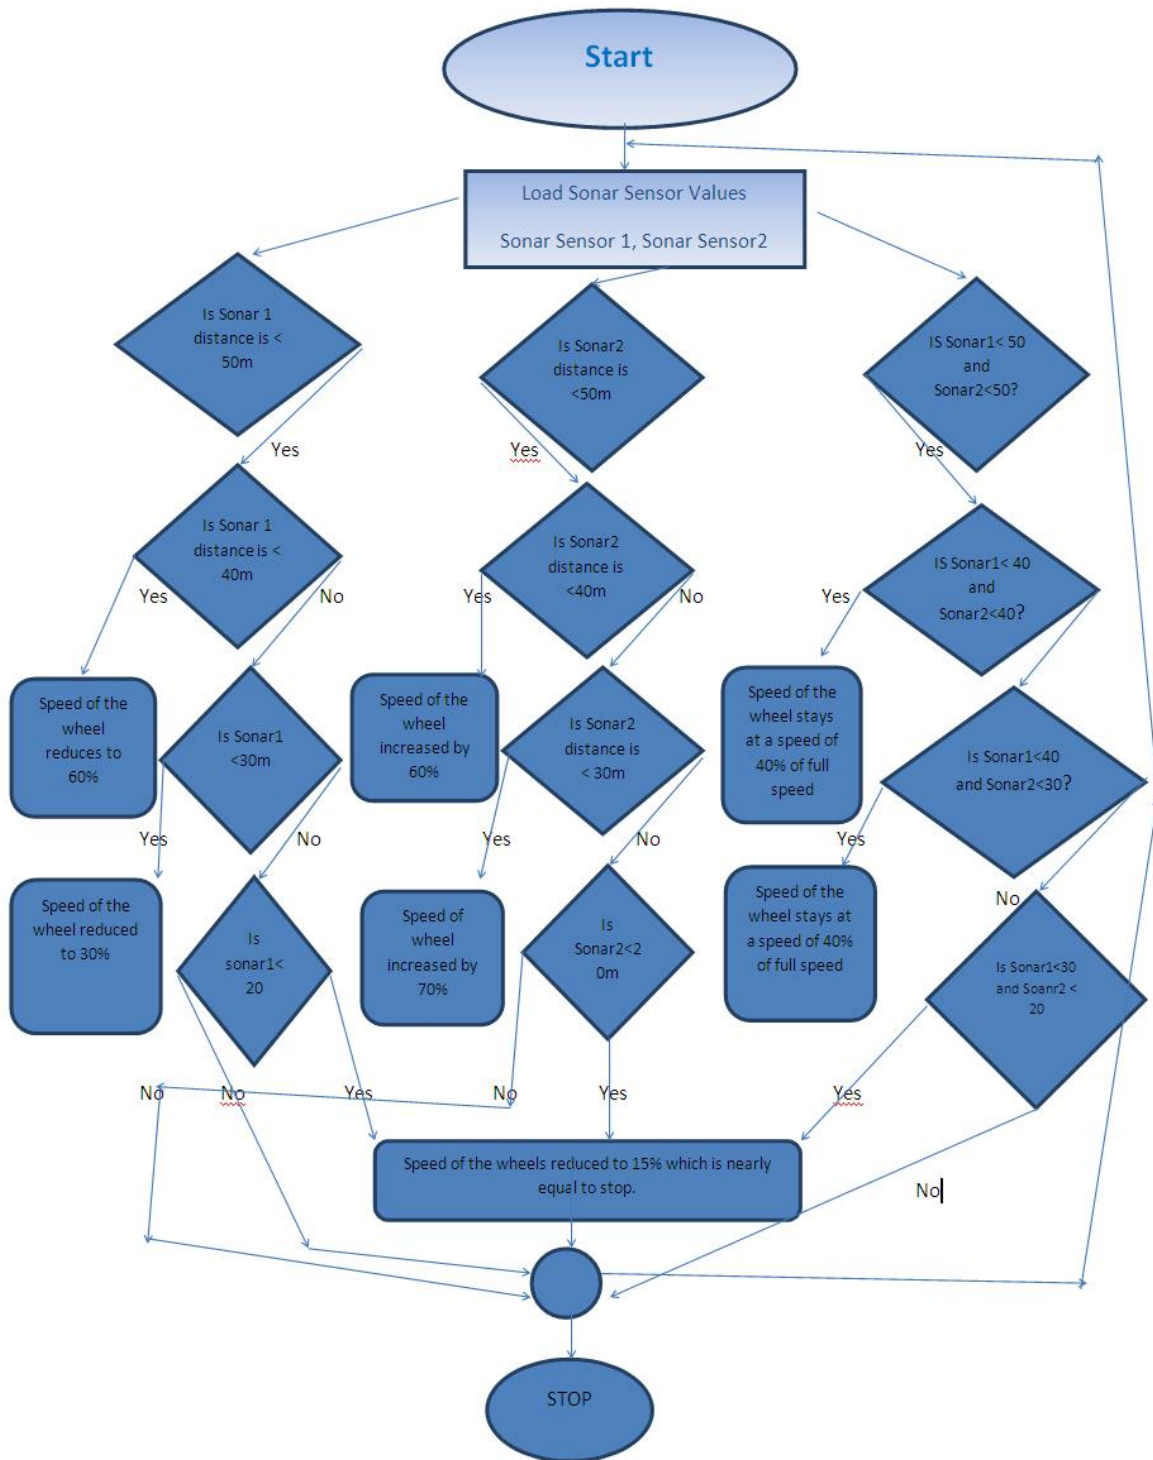 Start
Load Sonar Sensor Values
Sonar Sensor 1, Sonar Sensor2
Is Sonar 1
distance is <
50m
Is Sonar2
distance is
<50m
IS Sonar1< 50
and
Sonar2<50?
Yes
Yes
Yes
Is Sonar 1
distance is <
40m
Is Sonar2
distance is
<40m
IS Sonar1< 40
and
Sonar2<40?
Yes
No
Yes
No
Yes
Speed of the
wheel
reduces to
60%
Is Sonar1
<30m
Speed of the
wheel
increased by
60%
Is Sonar2
distance is
< 30m
Speed of the
wheel stays
at a speed of
40% of full
speed
Is Sonar1<40
and Sonar2<30?
Yes
No
Yes
No
Yes
No
Speed of the
wheel reduced
to 30%
Is
sonar1<
20
Speed of
wheel
increased by
70%
Is
Sonar2<2
0m
Speed of the
wheel stays at
a speed of 40%
of full speed
Is Sonar1<30
and Soanr2 <
20
No
No
Yes
No
Yes
Yes
Speed of the wheels reduced to 15% which is nearly
equal to stop.
No
STOP